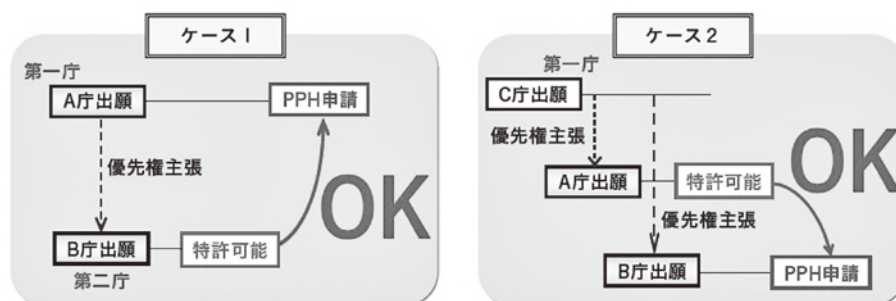 ケース1
第一庁
A庁出願
PPH申請
優先権主張
OK
B庁出願
特許可能
第二庁
ケース2
第一庁
C庁出願
優先権主張
OK
A庁出願
特許可能
優先権主張
B庁出願
PPH申請